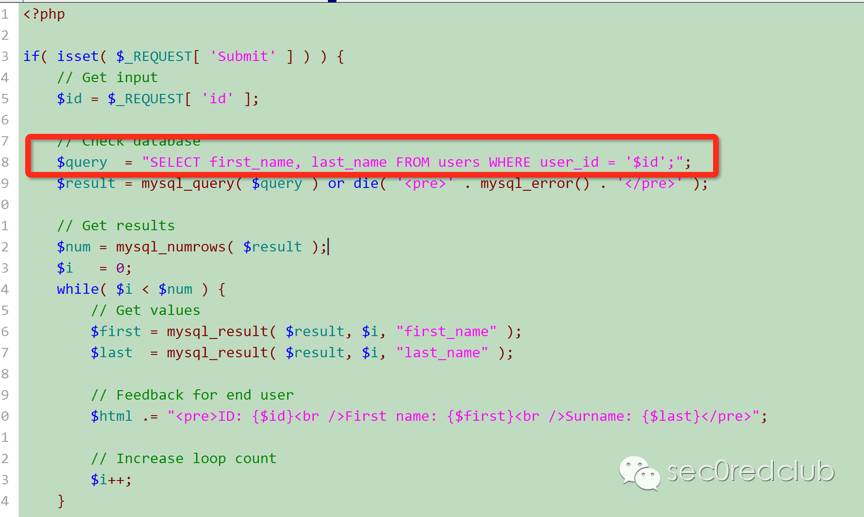 1 <?php
2
3 if( isset( $_REQUEST[ 'Submit' ] ) ) {
4     // Get input
5     $id = $_REQUEST[ 'id' ];
6
7     // Check database
8     $query  = "SELECT first_name, last_name FROM users WHERE user_id = '$id';";
9     $result = mysql_query( $query ) or die( '<pre>' . mysql_error() . '</pre>' );
0
1     // Get results
2     $num = mysql_numrows( $result );
3     $i   = 0;
4     while( $i < $num ) {
5         // Get values
6         $first = mysql_result( $result, $i, "first_name" );
7         $last  = mysql_result( $result, $i, "last_name" );
8
9         // Feedback for end user
0         $html .= "<pre>ID: {$id}<br />First name: {$first}<br />Surname: {$last}</pre>";
1
2         // Increase loop count
3         $i++;
4     }
sec0redclub